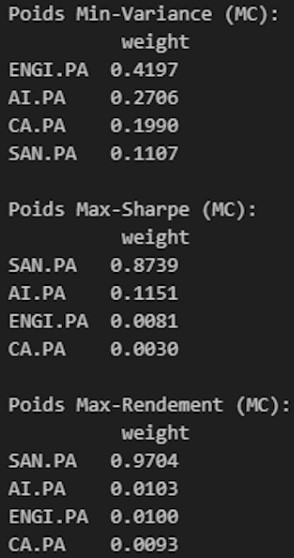 Poids Min-Variance (MC):
weight
ENGI.PA 0.4197
AI.PA 0.2706
CA.PA 0.1990
SAN.PA 0.1107
Poids Max-Sharpe (MC):
weight
SAN.PA 0.8739
AI.PA 0.1151
ENGI.PA 0.0081
CA.PA 0.0030
Poids Max-Rendement (MC):
weight
SAN.PA 0.9704
AI.PA 0.0103
ENGI.PA 0.0100
CA.PA 0.0093